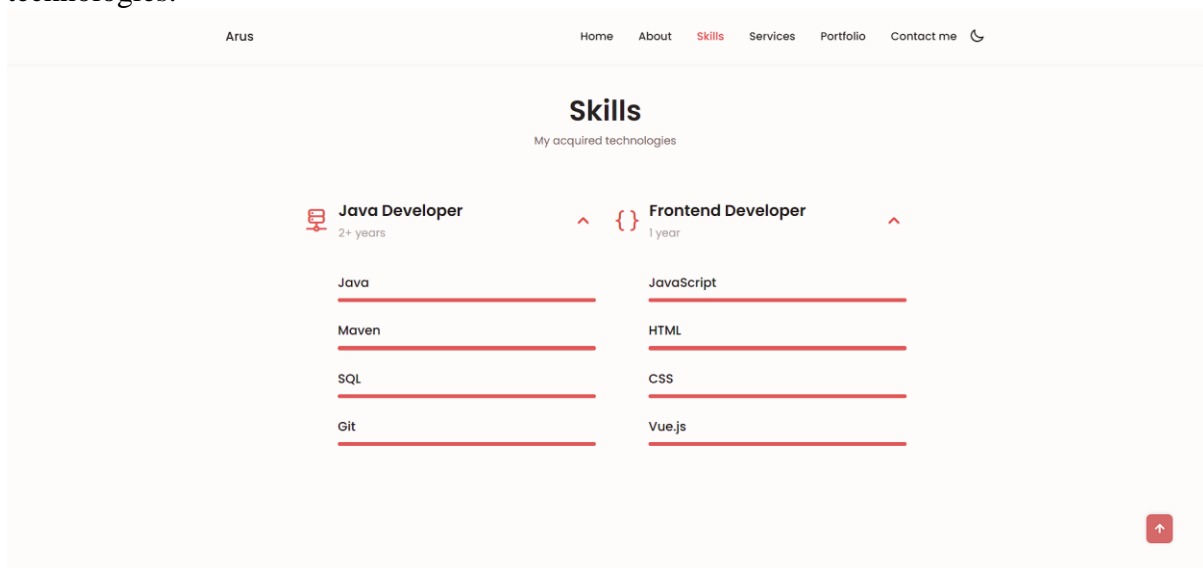 technologies.
Arus
Home About Skills Services Portfolio Contact me
Skills
My acquired technologies
Java Developer
2+ years
Java
Maven
SQL
Git
Frontend Developer
1 year
JavaScript
HTML
CSS
Vue.js